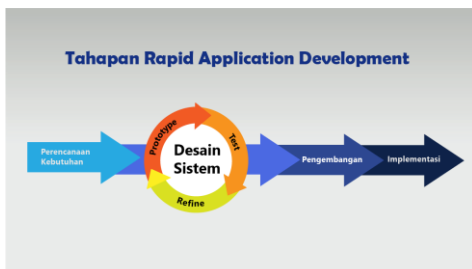 Tahapan Rapid Application Development
Perencanaan
Kebutuhan
Prototype
Desain
Sistem
Test
Refine
Pengembangan
Implementasi